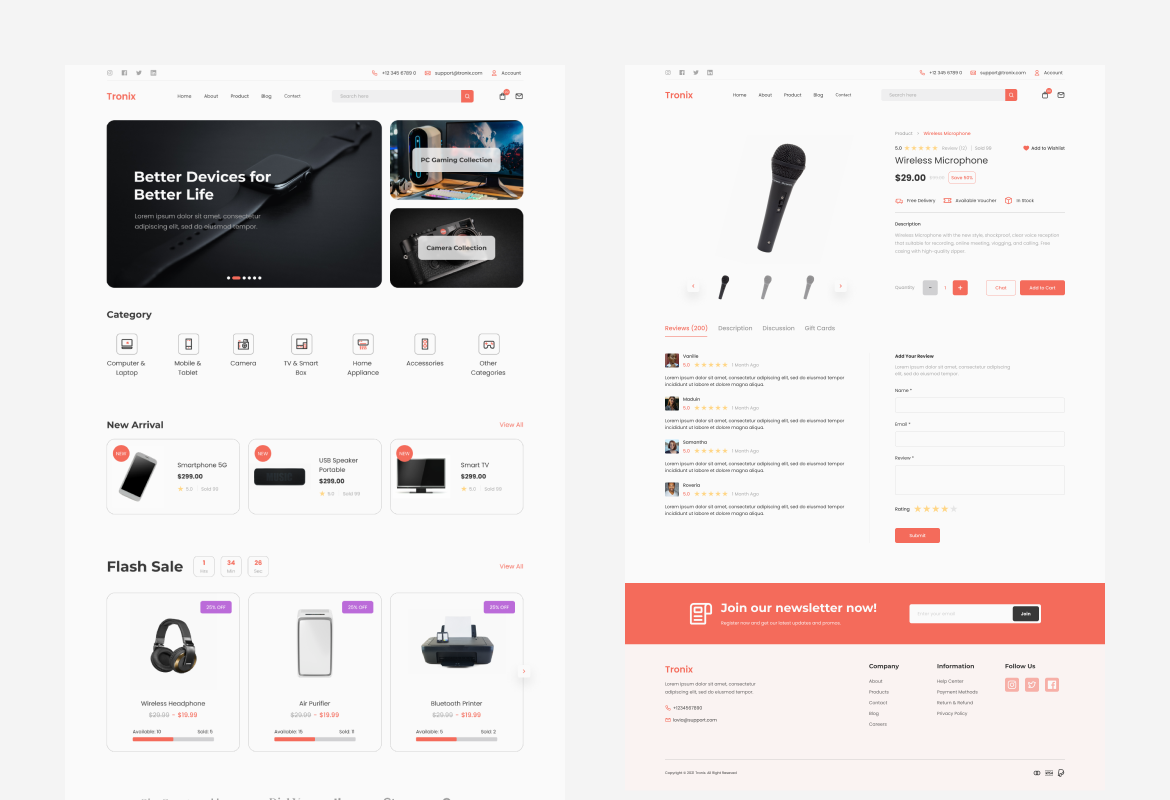 +12 345 6789 0 support@tronix.com Account
Tronix Home About Product Blog Contact Search here
Better Devices for
Better Life
Lorem ipsum dolor sit amet, consectetur
adipiscing elit, sed do eiusmod tempor.
PC Gaming Collection
Camera Collection
Category
Computer &
Laptop
Mobile &
Tablet
Camera
TV & Smart
Box
Home
Appliance
Accessories
Other
Categories
New Arrival View All
NEW
Smartphone 5G
$299.00
5.0 Sold 99
NEW
USB Speaker
Portable
$299.00
5.0 Sold 99
NEW
Smart TV
$299.00
5.0 Sold 99
Flash Sale 1 34 26 View All
Min
25% OFF
Wireless Headphone
$29.99 - $19.99
Available: 10 Sold: 5
25% OFF
Air Purifier
$29.99 - $19.99
Available: 15 Sold: 9
25% OFF
Bluetooth Printer
$29.99 - $19.99
Available: 5 Sold: 2
+12 345 6789 0 support@tronix.com Account
Tronix Home About Product Blog Contact Search here
Product > Wireless Microphone
5.0 Review (10) Sold 99 Add to Wishlist
Wireless Microphone
$29.00 Save 50%
Free Delivery Available Voucher In Stock
Description
Wireless Microphone with the new style, shockproof, clear voice reception
that suitable for recording, online meeting, vlogging, and calling. Free
casing with high-quality zipper.
Quantity - 1 + Chat Add to Cart
Reviews (200) Description Discussion Gift Cards
Vanille
5.0 1 Month Ago
Lorem ipsum dolor sit amet, consectetur adipiscing elit, sed do eiusmod tempor
incididunt ut labore et dolore magna aliqua.
Maduin
5.0 1 Month Ago
Lorem ipsum dolor sit amet, consectetur adipiscing elit, sed do eiusmod tempor
incididunt ut labore et dolore magna aliqua.
Samantha
5.0 1 Month Ago
Lorem ipsum dolor sit amet, consectetur adipiscing elit, sed do eiusmod tempor
incididunt ut labore et dolore magna aliqua.
Roveria
5.0 1 Month Ago
Lorem ipsum dolor sit amet, consectetur adipiscing elit, sed do eiusmod tempor
incididunt ut labore et dolore magna aliqua.
Add Your Review
Lorem ipsum dolor sit amet, consectetur adipiscing
elit, sed do eiusmod tempor.
Name *
Email *
Review *
Rating
Submit
Join our newsletter now!
Register now and get our latest updates and promos.
Enter your email Join
Tronix
Lorem ipsum dolor sit amet, consectetur
adipiscing elit, sed do eiusmod tempor.
+1234567890
lovia@support.com
Company
About
Products
Contact
Blog
Careers
Information
Help Center
Payment Methods
Return & Refund
Privacy Policy
Follow Us
Copyright © 2021 Tronix. All Right Reserved